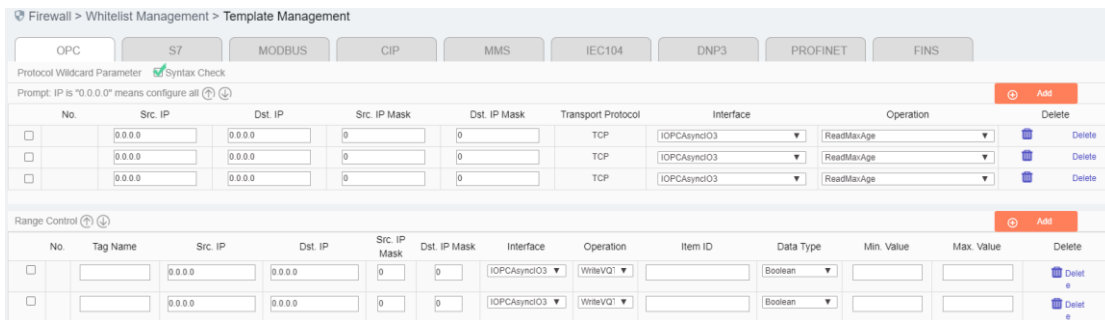 Firewall > Whitelist Management > Template Management
OPC S7 MODBUS CIP MMS IEC104 DNP3 PROFINET FINS
Protocol Wildcard Parameter Syntax Check
Prompt: IP is "0.0.0.0" means configure all Add
No. Src. IP Dst. IP Src. IP Mask Dst. IP Mask Transport Protocol Interface Operation Delete
0.0.0.0 0.0.0.0 0 0 TCP IOPCAsyncIO3 ReadMaxAge Delete
0.0.0.0 0.0.0.0 0 0 TCP IOPCAsyncIO3 ReadMaxAge Delete
0.0.0.0 0.0.0.0 0 0 TCP IOPCAsyncIO3 ReadMaxAge Delete
Range Control Add
No. Tag Name Src. IP Dst. IP Src. IP Mask Dst. IP Mask Interface Operation Item ID Data Type Min. Value Max. Value Delete
0.0.0.0 0.0.0.0 0 0 IOPCAsyncIO3 WriteVQT Boolean Delete
0.0.0.0 0.0.0.0 0 0 IOPCAsyncIO3 WriteVQT Boolean Delete